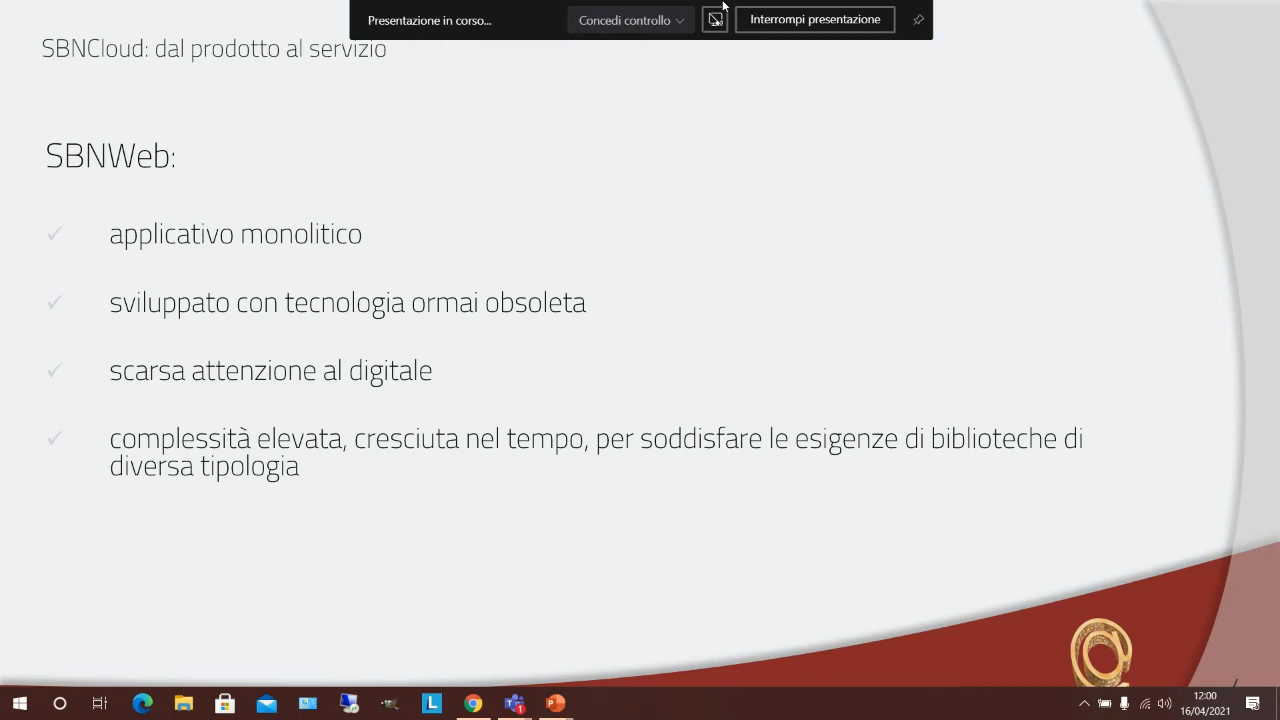 Presentazione in corso...
Concedi controllo
Interrompi presentazione
SBNCloud: dal prodotto al servizio
SBNWeb:
applicativo monolitico
sviluppato con tecnologia ormai obsoleta
scarsa attenzione al digitale
complessità elevata, cresciuta nel tempo, per soddisfare le esigenze di biblioteche di
diversa tipologia
12:00
16/04/2021